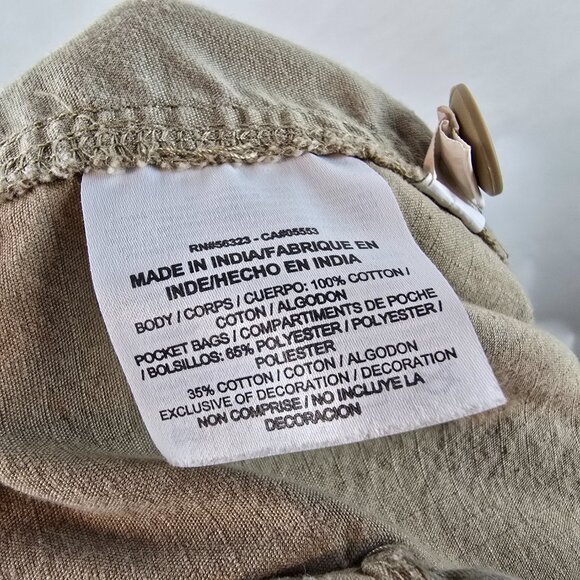 RN#56323 - CA#05553
MADE IN INDIA/FABRIQUE EN
INDE/HECHO EN INDIA
BODY / CORPS / CUERPO: 100% COTTON /
COTON / ALGODON
POCKET BAGS / COMPARTIMENTS DE POCHE
/ BOLSILLOS: 65% POLYESTER / POLYESTER /
POLIESTER
35% COTTON / COTON / ALGODON
EXCLUSIVE OF DECORATION / DECORATION
NON COMPRISE / NO INCLUYE LA
DECORACION